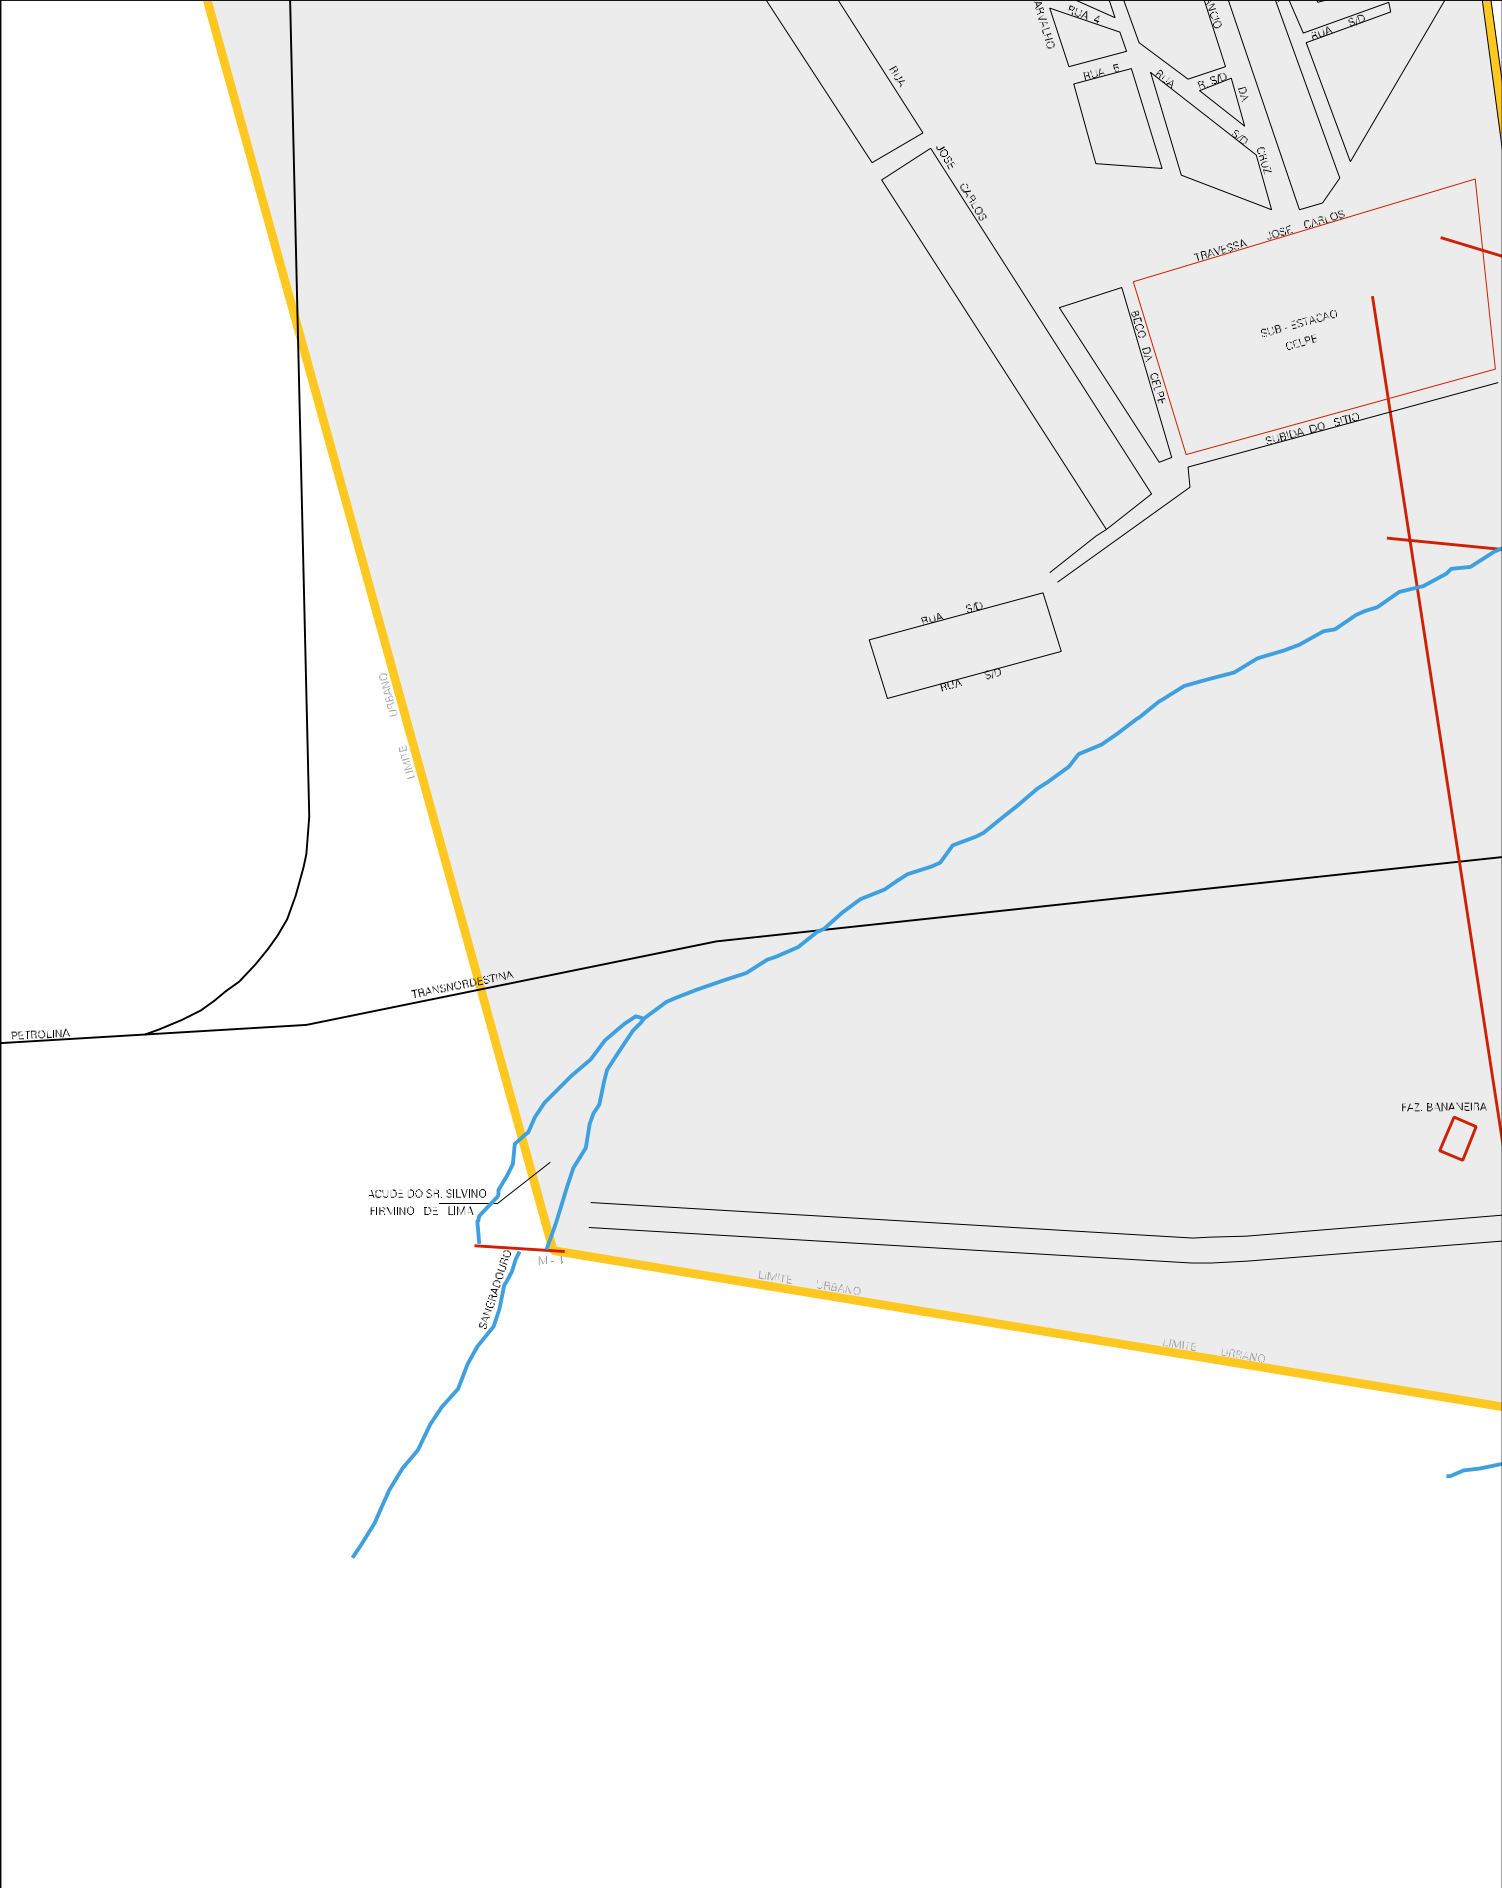 RUA 4
RUA S/D
RUA
RUA
R. S/D
DA
S/D
CRUZ
JOSE CARLOS
TRAVESSA JOSE CARLOS
BECO DA CELPE
SUB - ESTACAO
CELPE
SUBIDA DO SITIO
RUA S/D
RUA S/D
LIMITE URBANO
TRANSNORDESTINA
PETROLINA
FAZ. BANANEIRA
ACUDE DO SR. SILVINO
FIRMINO DE LIMA
SANGRADOURO
M - 1
LIMITE URBANO
LIMITE URBANO